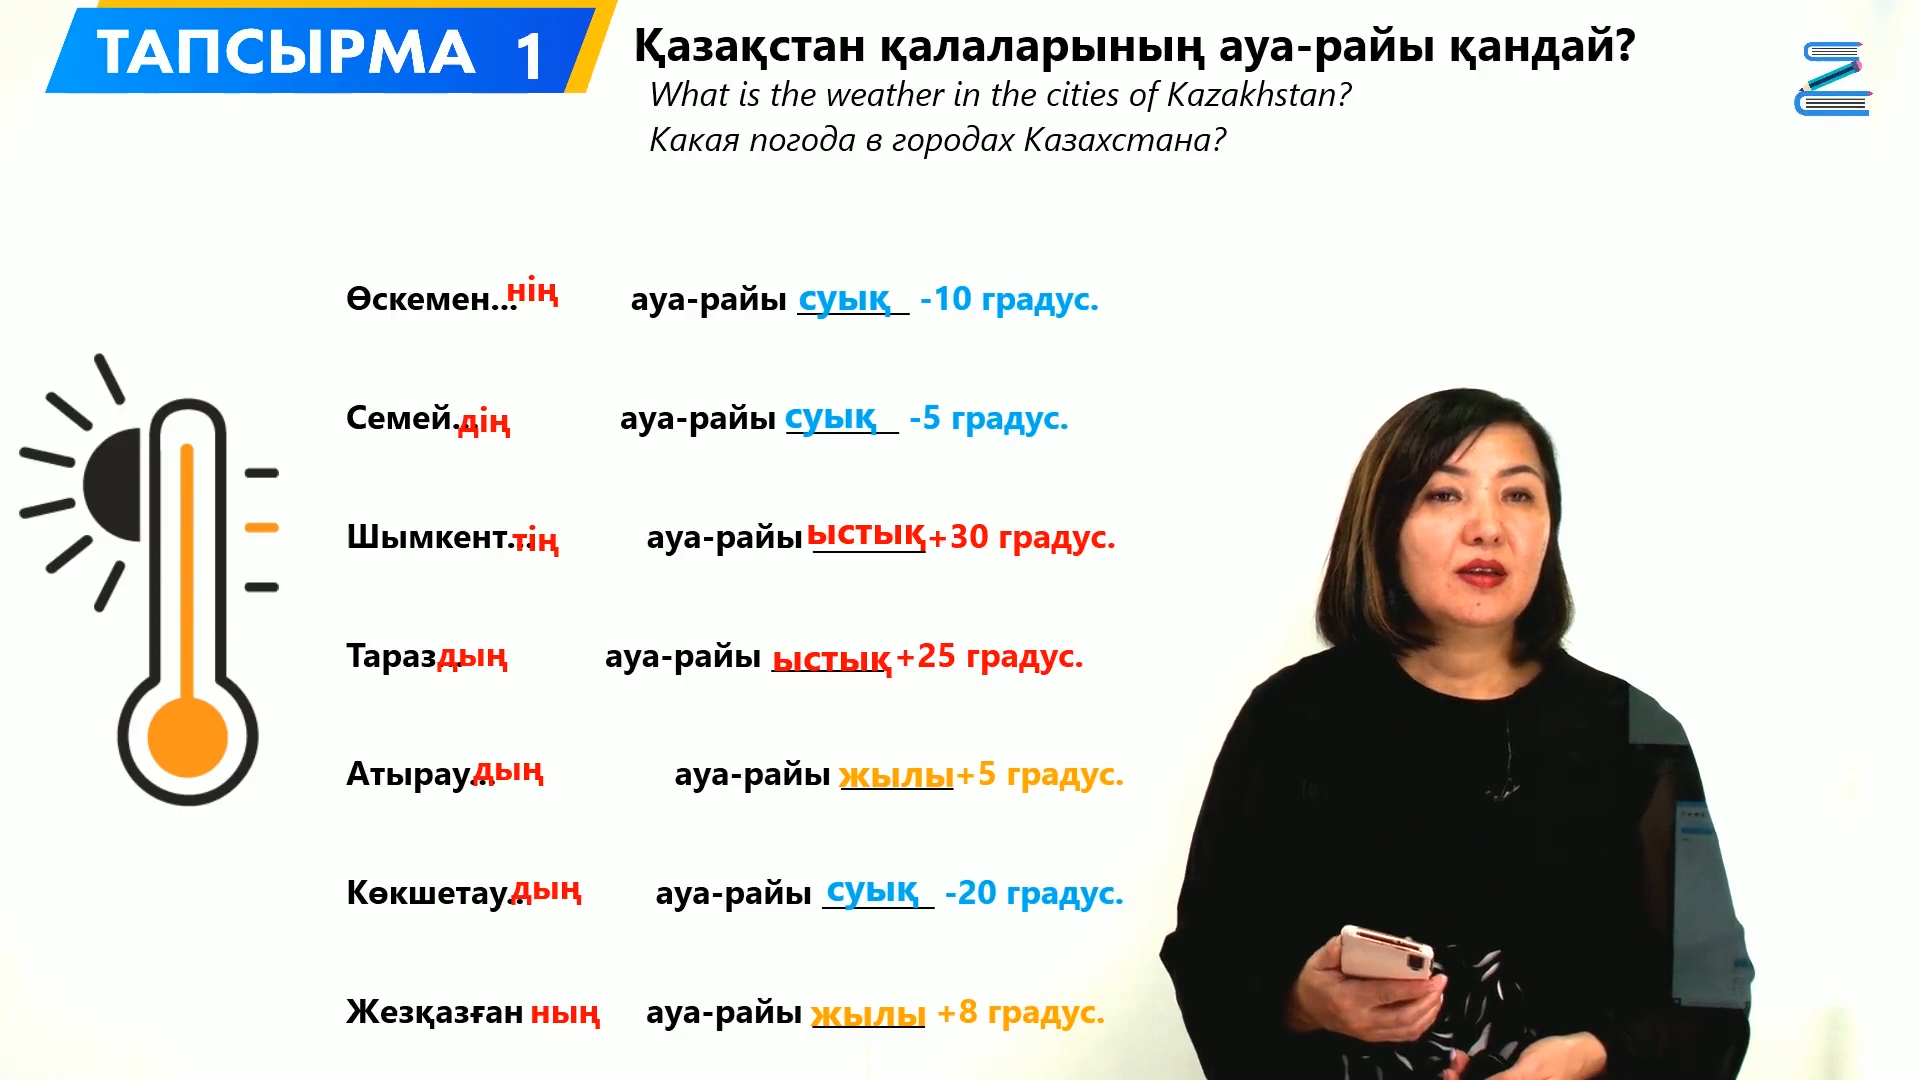 ТАПСЫРМА 1
Қазақстан қалаларының ауа-райы қандай?
What is the weather in the cities of Kazakhstan?
Какая погода в городах Казахстана?
Өскемен...нің ауа-райы суық -10 градус.
Семей...дің ауа-райы суық -5 градус.
Шымкент...тің ауа-райы ыстық +30 градус.
Тараз...дың ауа-райы ыстық +25 градус.
Атырау...дың ауа-райы жылы +5 градус.
Көкшетау...дың ауа-райы суық -20 градус.
Жезқазған ның ауа-райы жылы +8 градус.